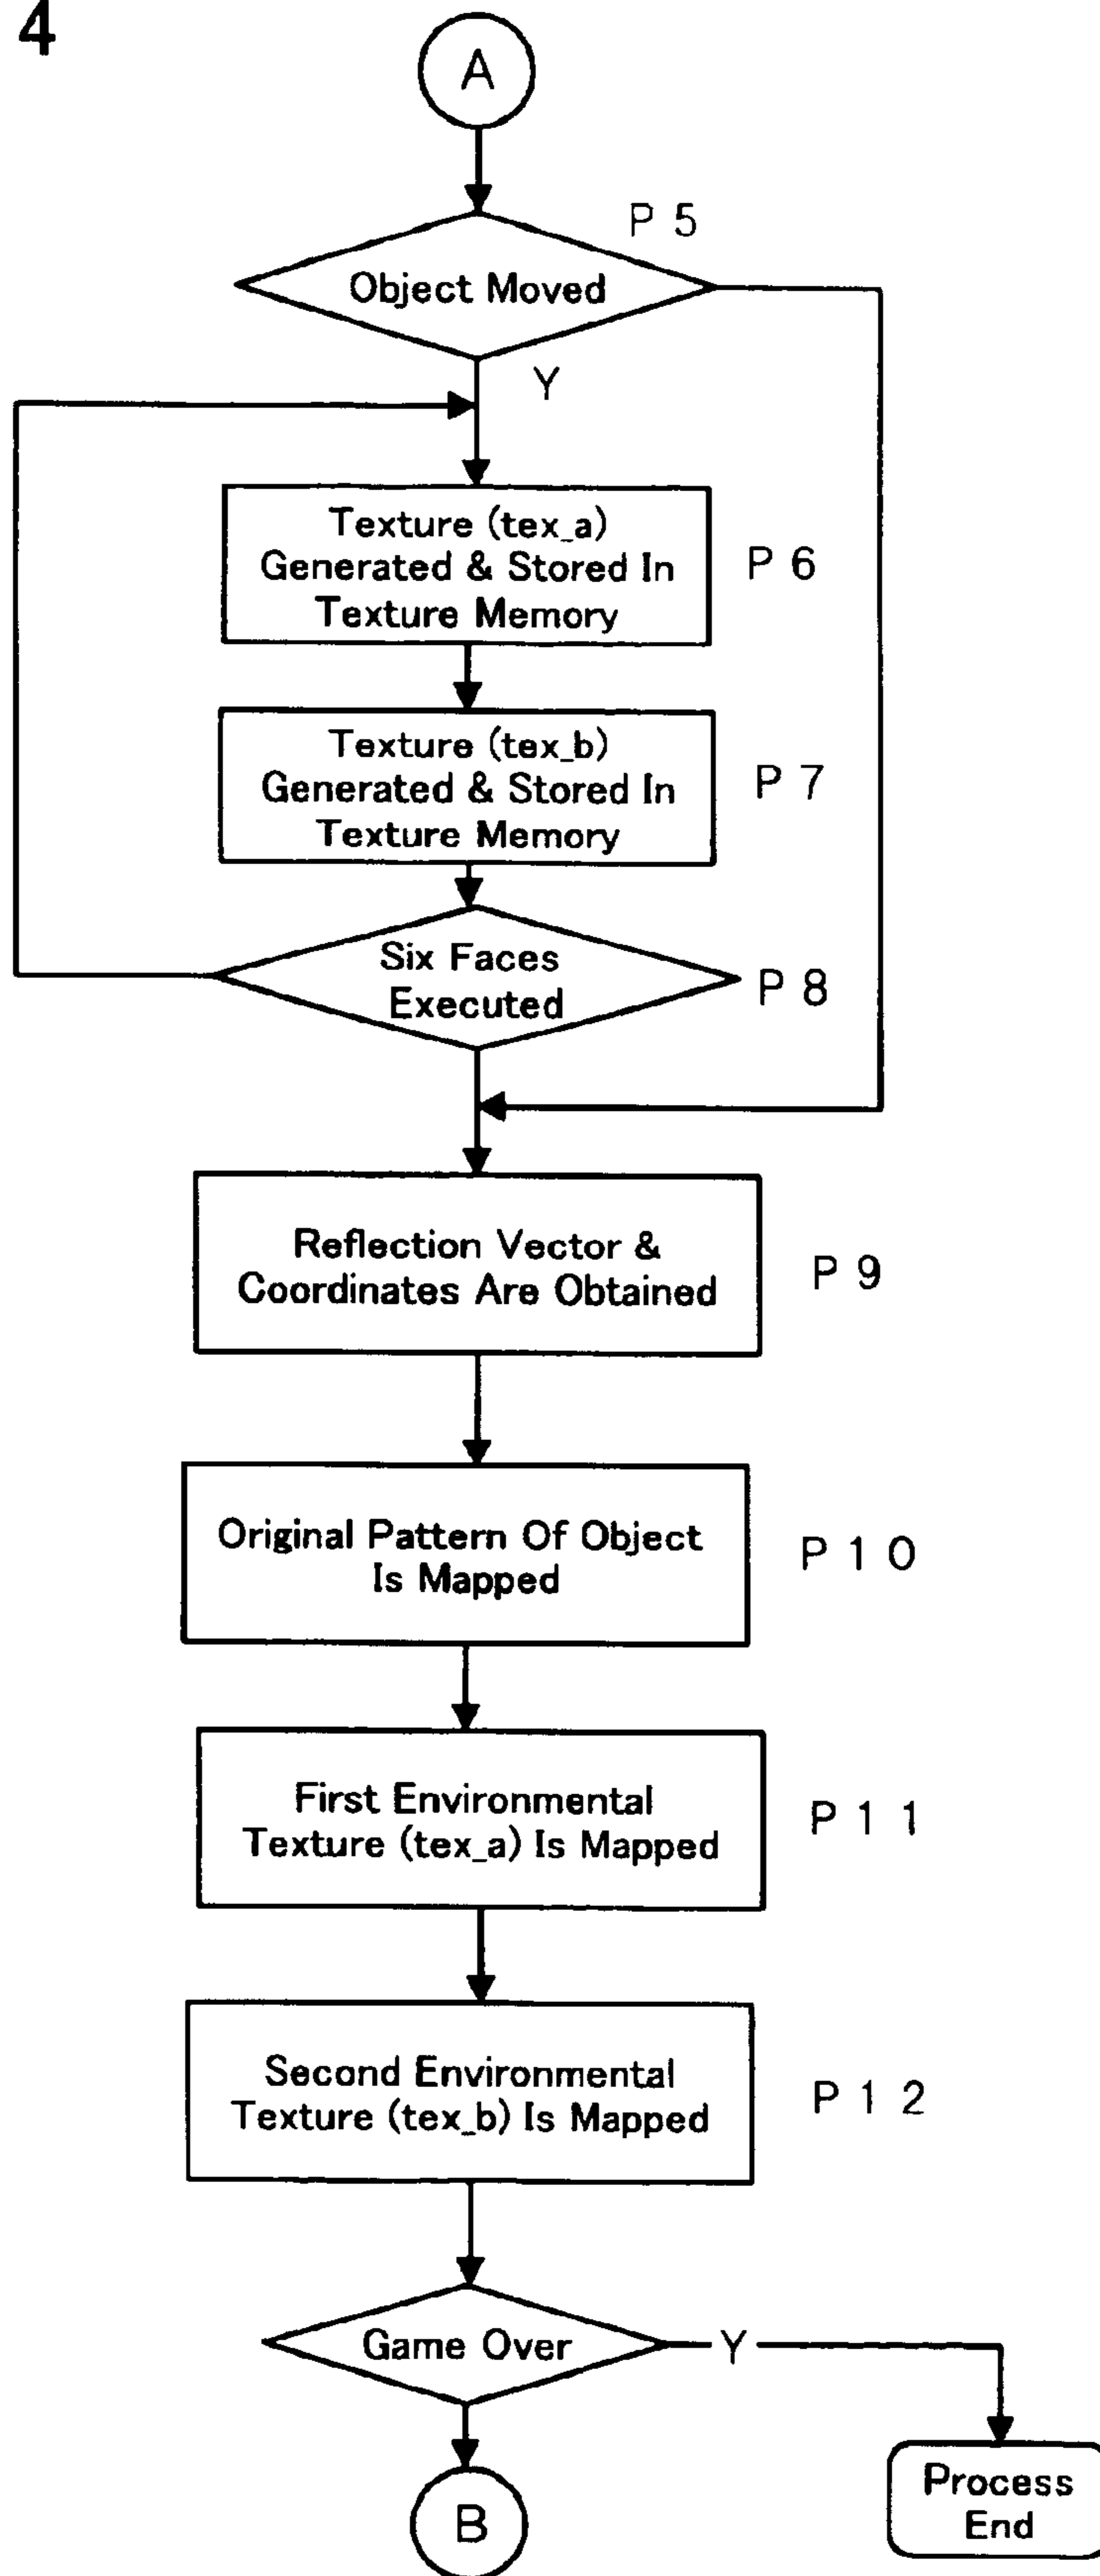 4
A
P 5
Object Moved
Y
Texture (tex_a)
Generated & Stored In
Texture Memory
P 6
Texture (tex_b)
Generated & Stored In
Texture Memory
P 7
Six Faces
Executed
P 8
Reflection Vector &
Coordinates Are Obtained
P 9
Original Pattern Of Object
Is Mapped
P 1 0
First Environmental
Texture (tex_a) Is Mapped
P 1 1
Second Environmental
Texture (tex_b) Is Mapped
P 1 2
Game Over
Y
Process
End
B